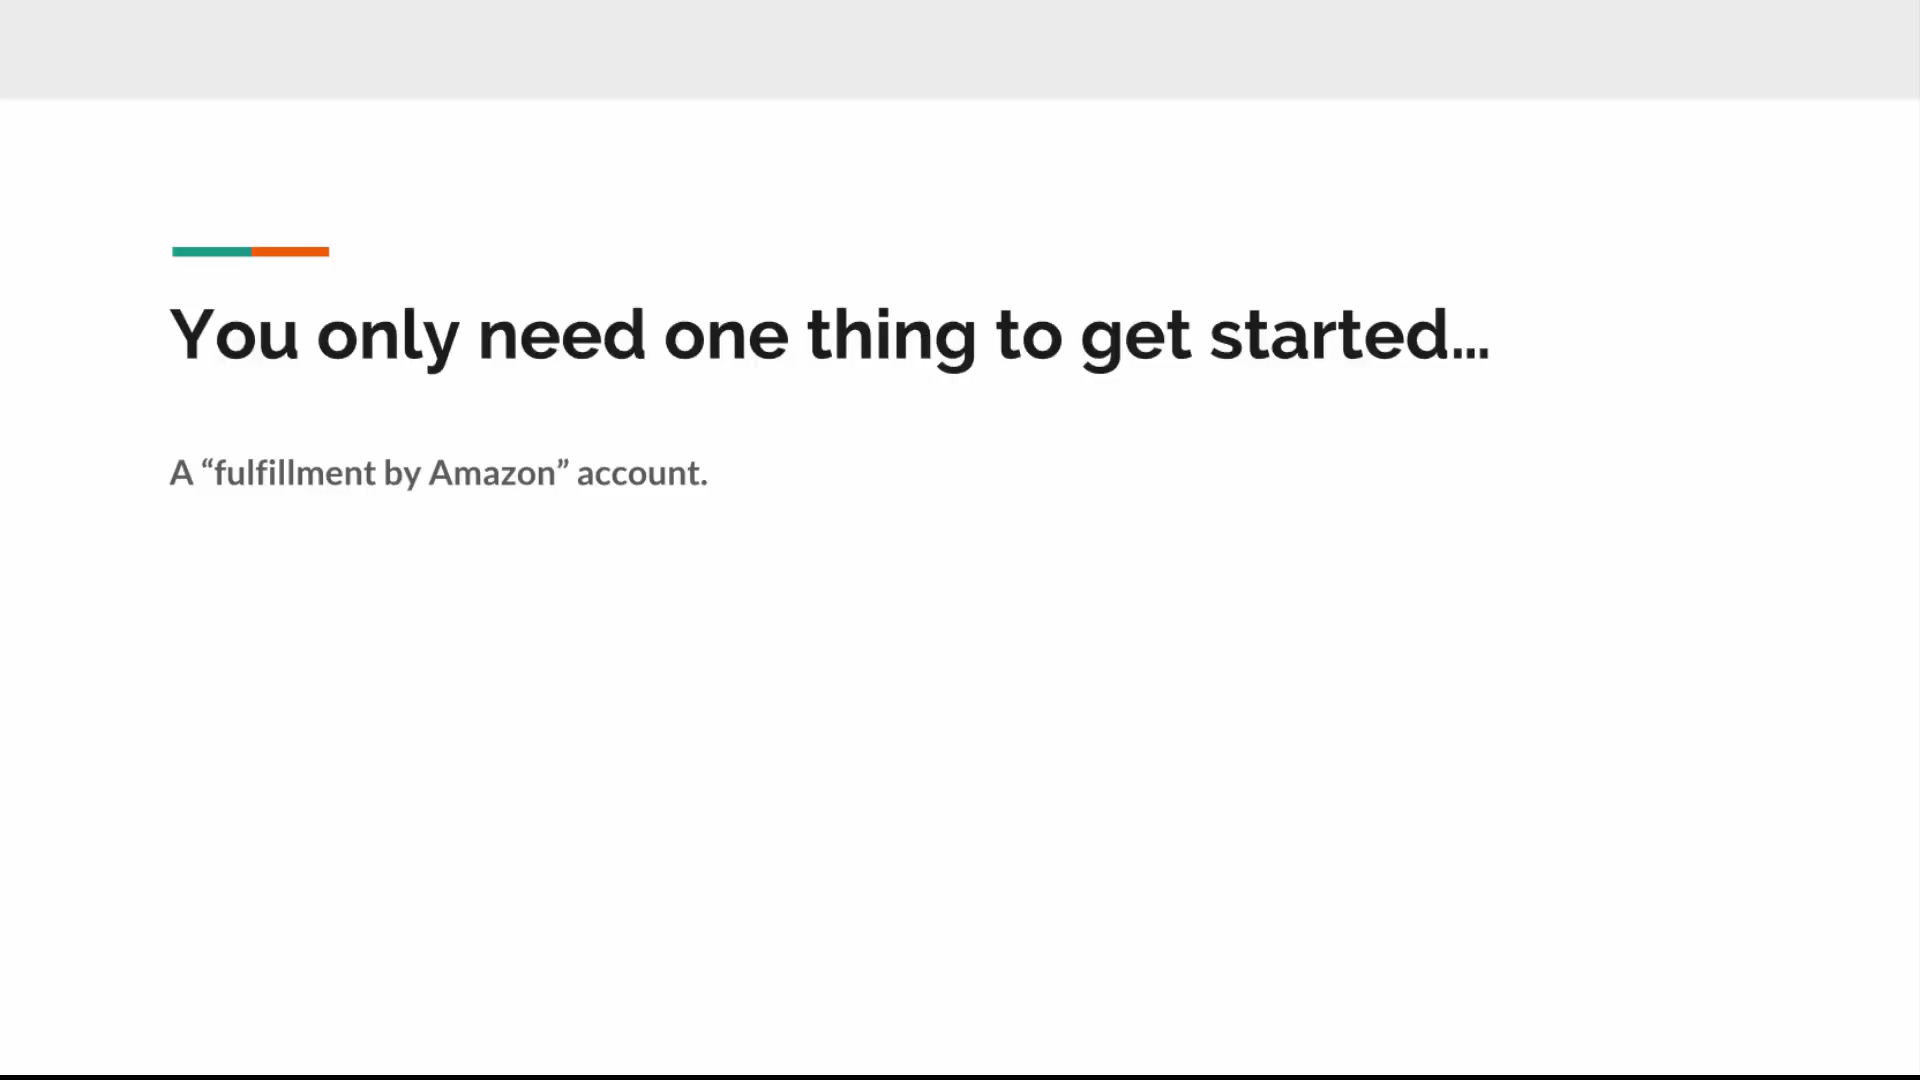 You only need one thing to get started…
A “fulfillment by Amazon” account.